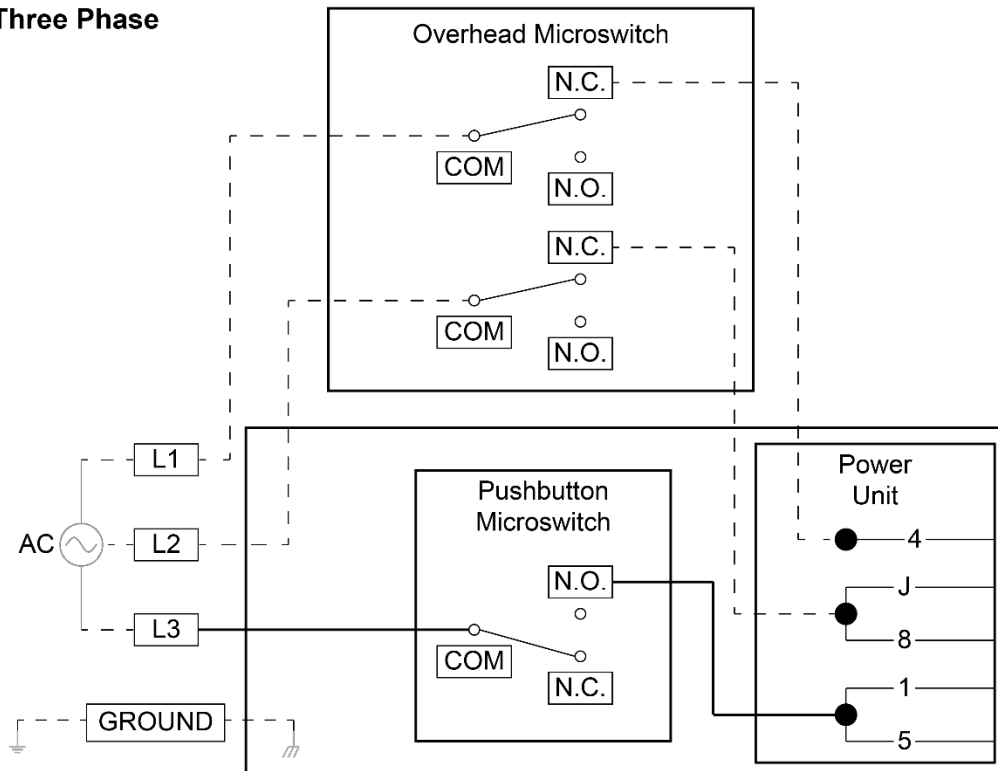 Three Phase
Overhead Microswitch
N.C.
COM
N.O.
N.C.
COM
N.O.
L1
Power
Unit
Pushbutton
Microswitch
AC
L2
4
N.O.
J
L3
8
COM
N.C.
1
GROUND
5